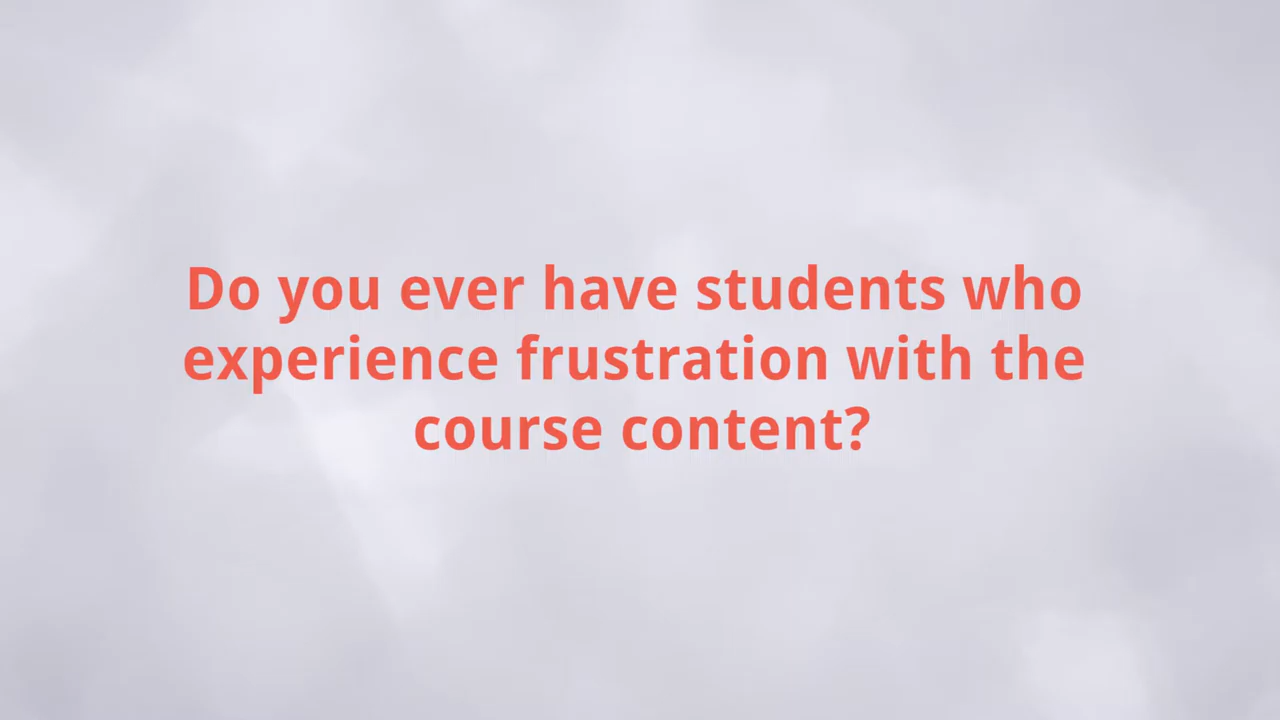 Do you ever have students who
experience frustration with the
course content?